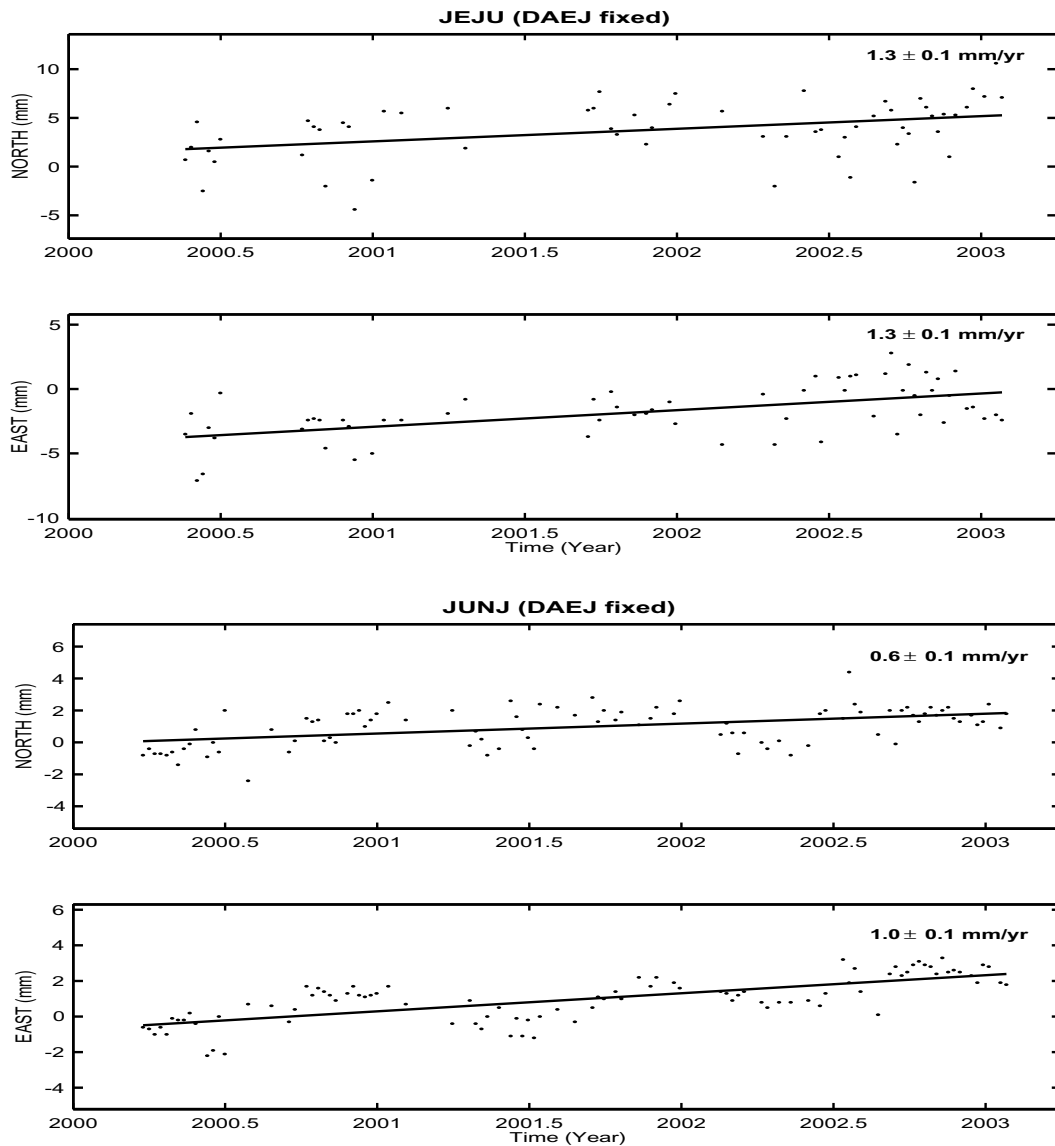 JEJU (DAEJ fixed)
1.3 ± 0.1 mm/yr
NORTH (mm)
10
5
0
-5
2000 2000.5 2001 2001.5 2002 2002.5 2003
1.3 ± 0.1 mm/yr
EAST (mm)
5
0
-5
-10
2000 2000.5 2001 2001.5 2002 2002.5 2003
Time (Year)
JUNJ (DAEJ fixed)
0.6 ± 0.1 mm/yr
NORTH (mm)
6
4
2
0
-2
-4
2000 2000.5 2001 2001.5 2002 2002.5 2003
1.0 ± 0.1 mm/yr
EAST (mm)
6
4
2
0
-2
-4
2000 2000.5 2001 2001.5 2002 2002.5 2003
Time (Year)